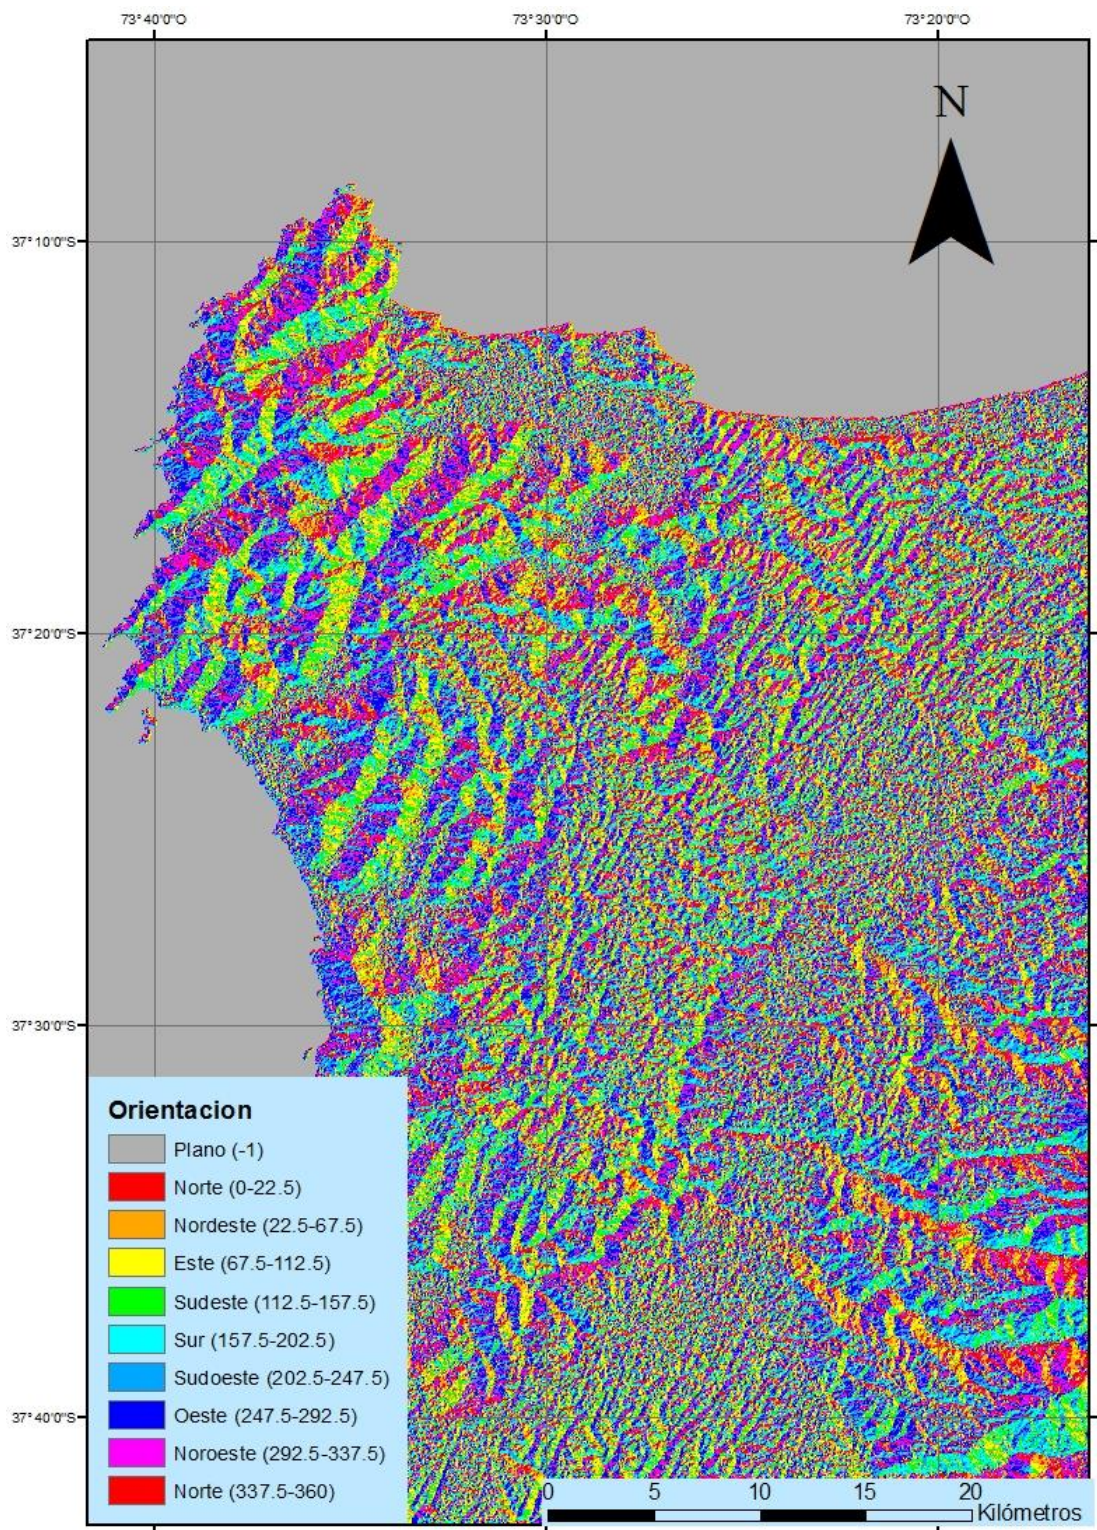 73°40'0"O 73°30'0"O 73°20'0"O
N
37°10'0"S
37°20'0"S
37°30'0"S
Orientacion
Plano (-1)
Norte (0-22.5)
Nordeste (22.5-67.5)
Este (67.5-112.5)
Sudeste (112.5-157.5)
Sur (157.5-202.5)
Sudoeste (202.5-247.5)
Oeste (247.5-292.5)
37°40'0"S
Noroeste (292.5-337.5)
Norte (337.5-360)
0 5 10 15 20
Kilómetros